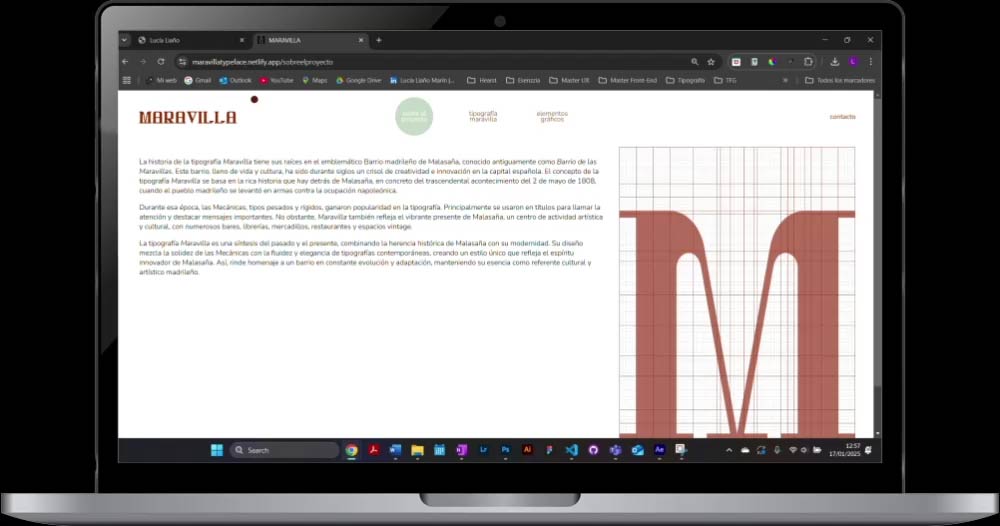 Lucía Liaño
MARAVILLA
maravillatypeface.netlify.app/sobreelproyecto
Mi web Gmail Outlook YouTube Maps Google Drive Lucía Liaño Marín |... Hearst Esenzzia Master UX Master Front-End Tipografía TFG Todos los marcadores
MARAVILLA
sobre el
proyecto
tipografía
maravilla
elementos
gráficos
contacto
La historia de la tipografía Maravilla tiene sus raíces en el emblemático Barrio madrileño de Malasaña, conocido antiguamente como Barrio de las
Maravillas. Este barrio, lleno de vida y cultura, ha sido durante siglos un crisol de creatividad e innovación en la capital española. El concepto de la
tipografía Maravilla se basa en la rica historia que hay detrás de Malasaña, en concreto del trascendental acontecimiento del 2 de mayo de 1808,
cuando el pueblo madrileño se levantó en armas contra la ocupación napoleónica.
Durante esa época, las Mecánicas, tipos pesados y rígidos, ganaron popularidad en la tipografía. Principalmente se usaron en títulos para llamar la
atención y destacar mensajes importantes. No obstante, Maravilla también refleja el vibrante presente de Malasaña, un centro de actividad artística
y cultural, con numerosos bares, librerías, mercadillos, restaurantes y espacios vintage.
La tipografía Maravilla es una síntesis del pasado y el presente, combinando la herencia histórica de Malasaña con su modernidad. Su diseño
mezcla la solidez de las Mecánicas con la fluidez y elegancia de tipografías contemporáneas, creando un estilo único que refleja el espíritu
innovador de Malasaña. Así, rinde homenaje a un barrio en constante evolución y adaptación, manteniendo su esencia como referente cultural y
artístico madrileño.
M
Search
12:57
17/01/2025